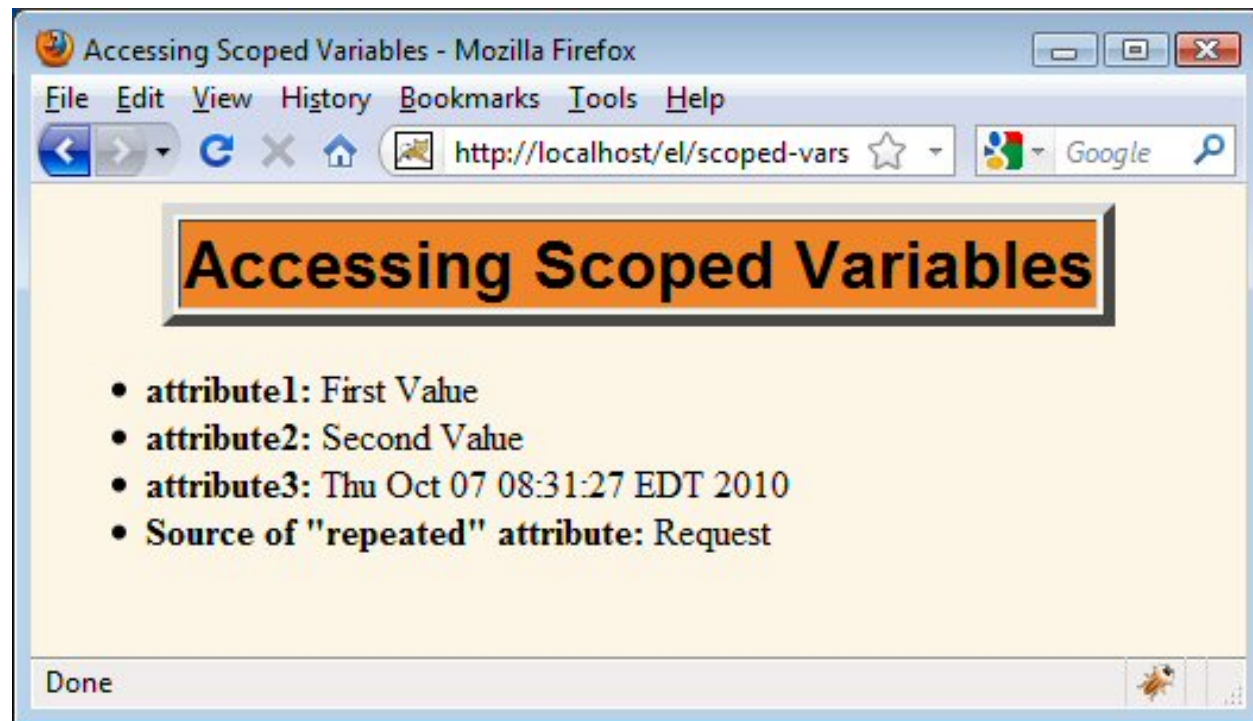 Accessing Scoped Variables - Mozilla Firefox
File Edit View History Bookmarks Tools Help
http://localhost/el/scoped-vars Google
Accessing Scoped Variables
• attribute1: First Value
• attribute2: Second Value
• attribute3: Thu Oct 07 08:31:27 EDT 2010
• Source of "repeated" attribute: Request
Done